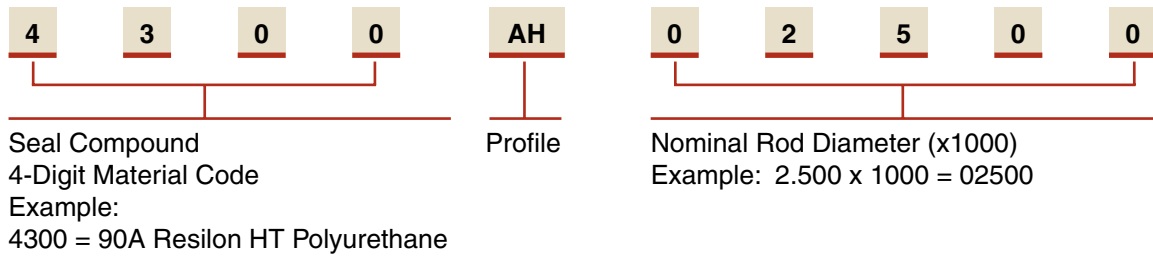 4 3 0 0 AH 0 2 5 0 0
Seal Compound
4-Digit Material Code
Example:
4300 = 90A Resilon HT Polyurethane
Profile
Nominal Rod Diameter (x1000)
Example: 2.500 x 1000 = 02500